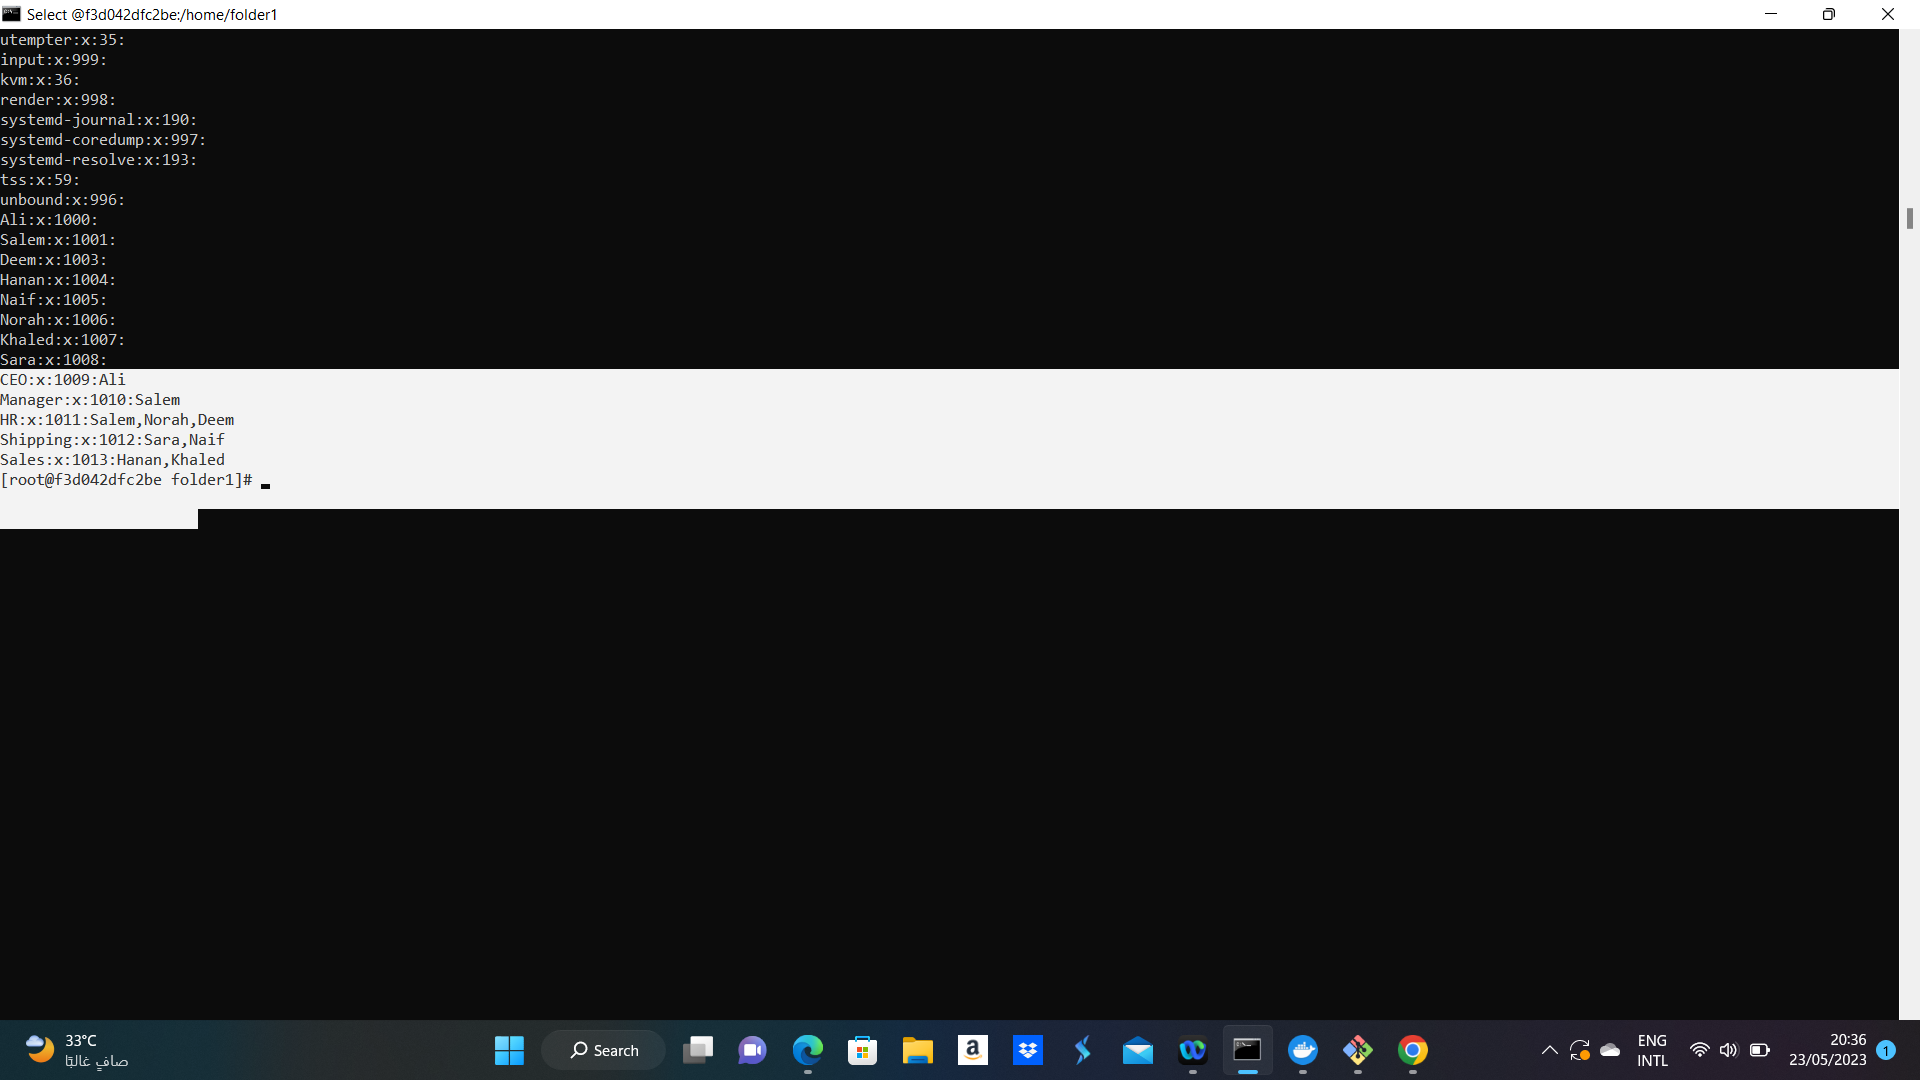 Select @f3d042dfc2be:/home/folder1
utempter:x:35:
input:x:999:
kvm:x:36:
render:x:998:
systemd-journal:x:190:
systemd-coredump:x:997:
systemd-resolve:x:193:
tss:x:59:
unbound:x:996:
Ali:x:1000:
Salem:x:1001:
Deem:x:1003:
Hanan:x:1004:
Naif:x:1005:
Norah:x:1006:
Khaled:x:1007:
Sara:x:1008:
CEO:x:1009:Ali
Manager:x:1010:Salem
HR:x:1011:Salem,Norah,Deem
Shipping:x:1012:Sara,Naif
Sales:x:1013:Hanan,Khaled
[root@f3d042dfc2be folder1]#
33°C
صافٍ غالبًا
Search
a
ENG
INTL
20:36
23/05/2023
1